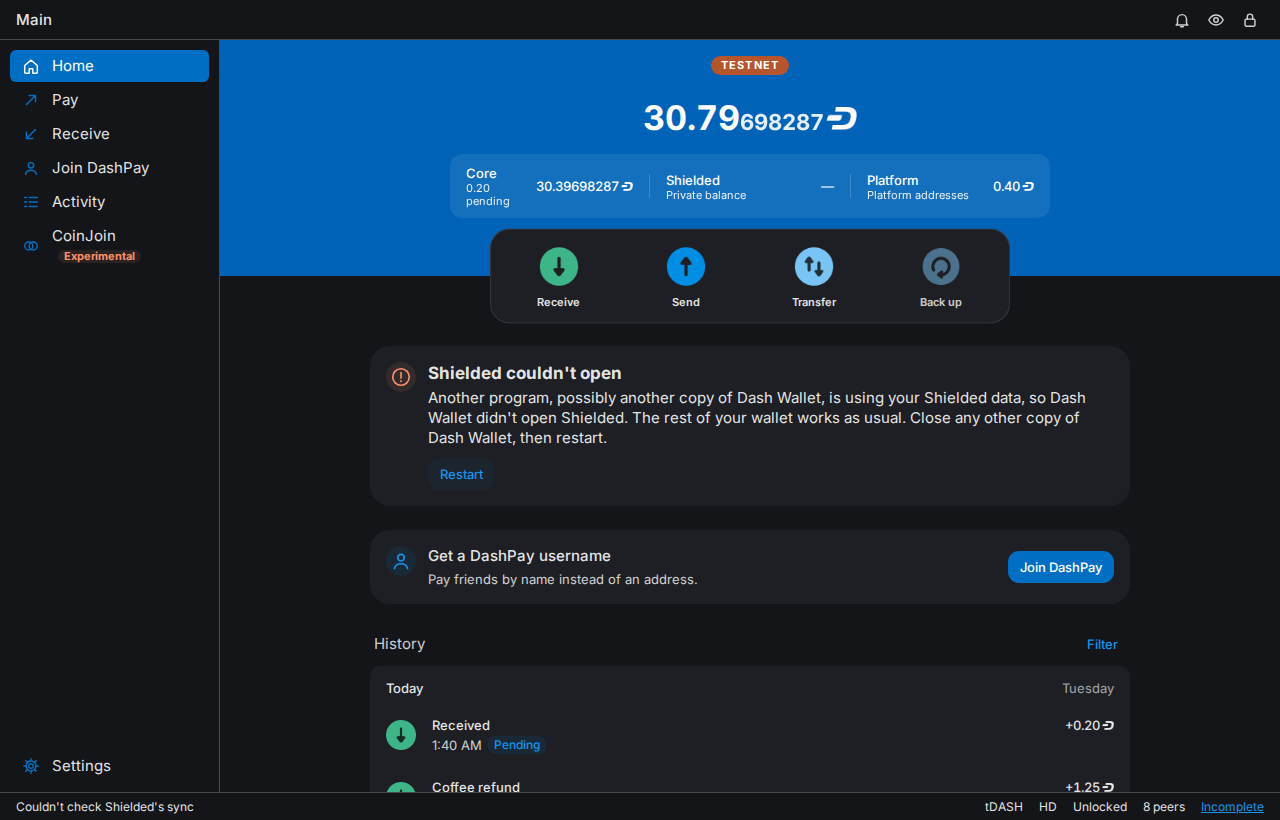 Main
Home
Pay
Receive
Join DashPay
Activity
CoinJoin
Experimental
Settings
TESTNET
30.79698287
Core
0.20
pending
30.39698287
Shielded
Private balance
—
Platform
Platform addresses
0.40
Receive
Send
Transfer
Back up
Shielded couldn't open
Another program, possibly another copy of Dash Wallet, is using your Shielded data, so Dash
Wallet didn't open Shielded. The rest of your wallet works as usual. Close any other copy of
Dash Wallet, then restart.
Restart
Get a DashPay username
Pay friends by name instead of an address.
Join DashPay
History
Filter
Today
Tuesday
Received
+0.20
1:40 AM Pending
Coffee refund
+1.25
Couldn't check Shielded's sync
tDASH HD Unlocked 8 peers Incomplete